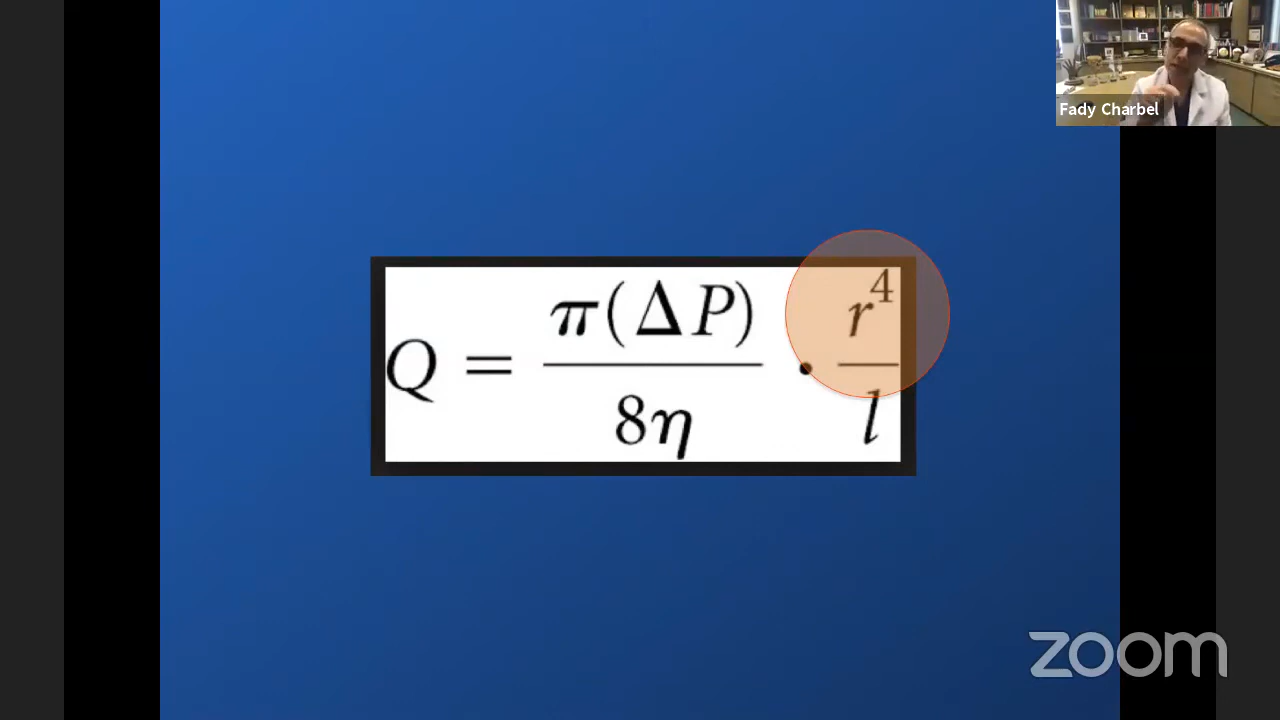 Fady Charbel
Q = π(ΔP)/8η · r⁴/l
zoom